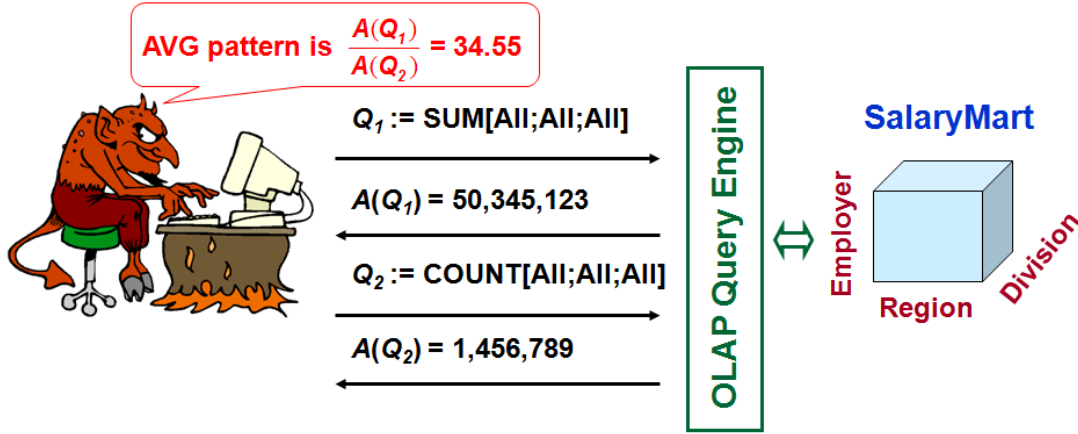 AVG pattern is A(Q1)
A(Q2) = 34.55
Q1 := SUM[All;All;All]
A(Q1) = 50,345,123
Q2 := COUNT[All;All;All]
A(Q2) = 1,456,789
OLAP Query Engine
SalaryMart
Employer
Region
Division